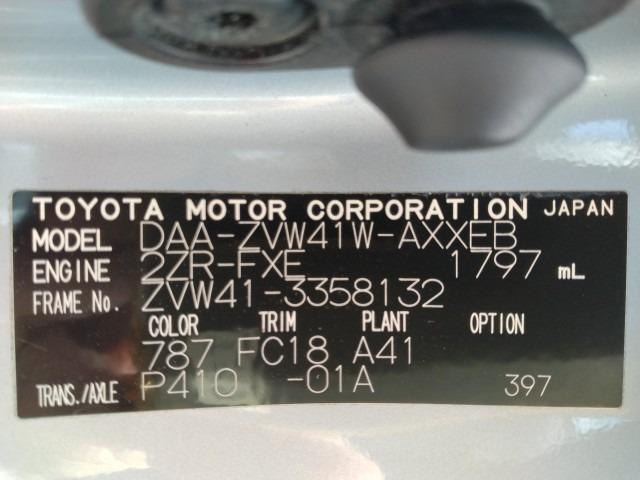 TOYOTA MOTOR CORPORATION JAPAN
MODEL DAA-ZVW41W-AXXEB
ENGINE 2ZR-FXE 1797 mL
FRAME No. ZVW41-3358132
COLOR TRIM PLANT OPTION
787 FC18 A41
TRANS./AXLE P410 -01A 397